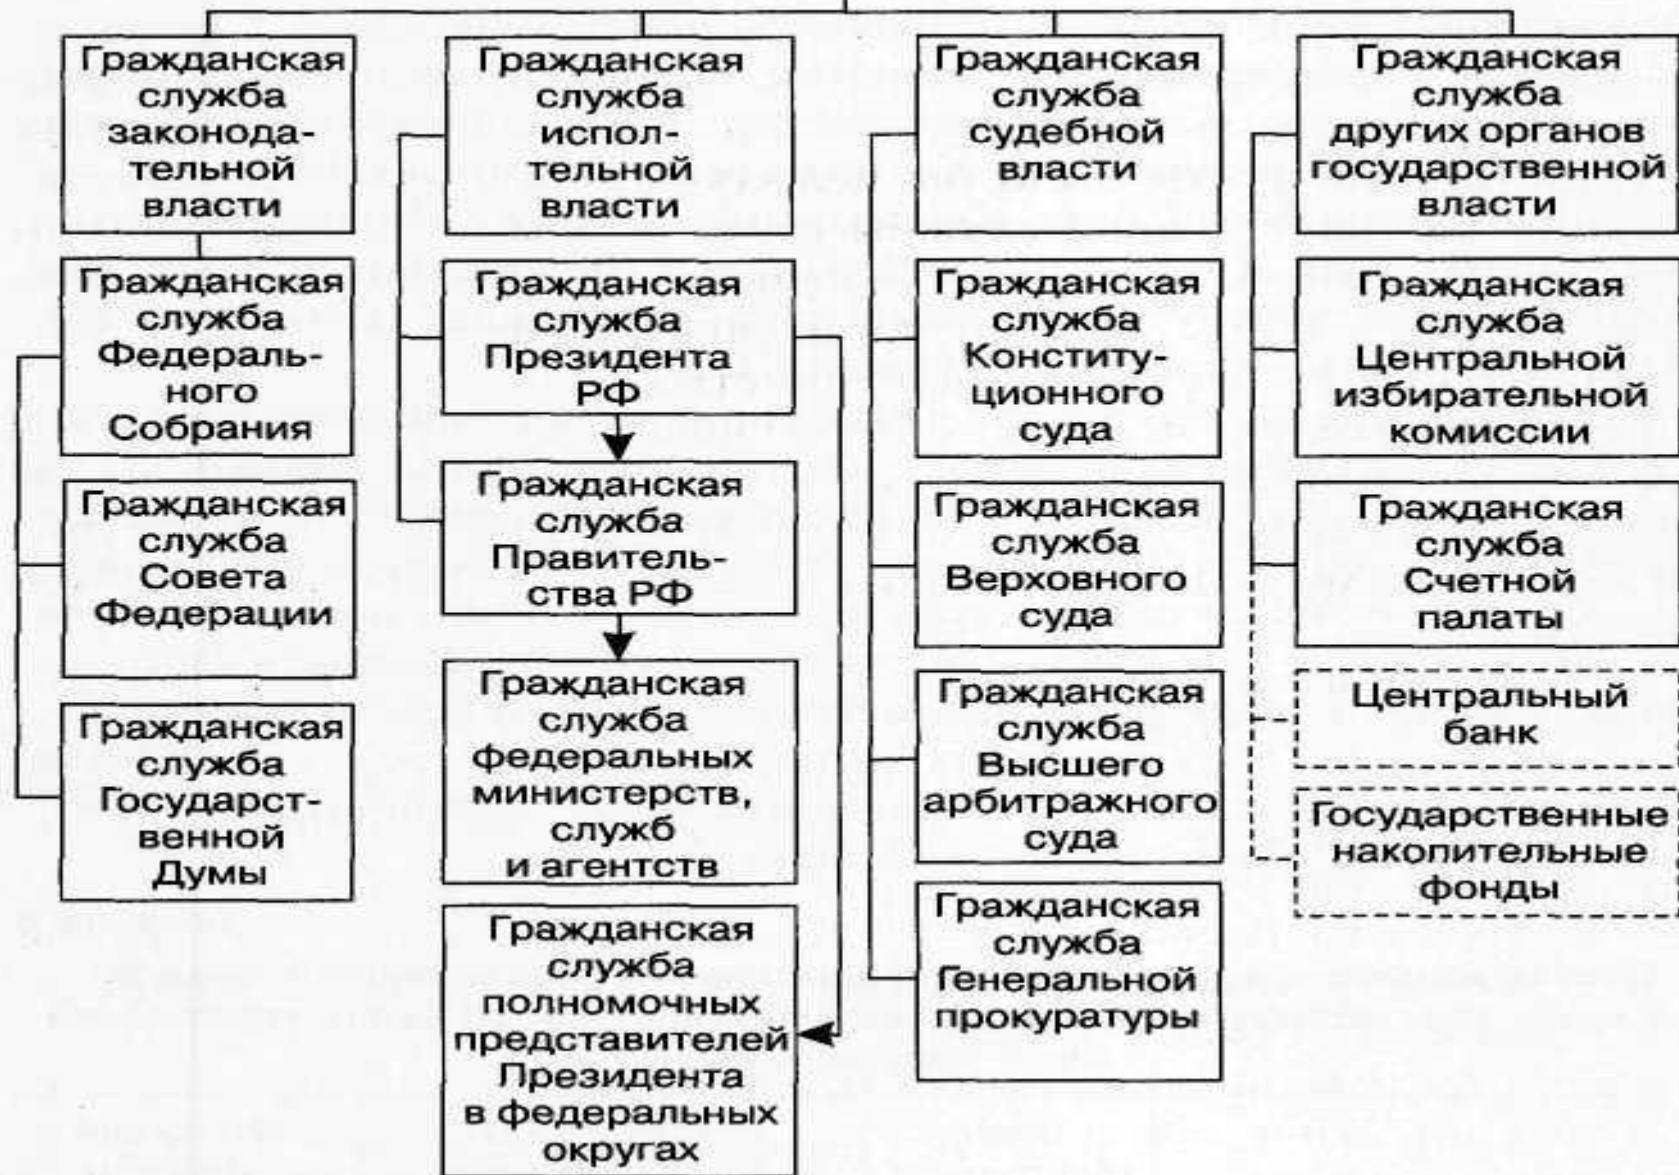 Гражданская
служба
законода-
тельной
власти
Гражданская
служба
испол-
тельной
власти
Гражданская
служба
судебной
власти
Гражданская
служба
других органов
государственной
власти
Гражданская
служба
Федераль-
ного
Собрания
Гражданская
служба
Совета
Федерации
Гражданская
служба
Государст-
венной
Думы
Гражданская
служба
Президента
РФ
Гражданская
служба
Правитель-
ства РФ
Гражданская
служба
федеральных
министерств,
служб
и агентств
Гражданская
служба
полномочных
представителей
Президента
в федеральных
округах
Гражданская
служба
Конститу-
ционного
суда
Гражданская
служба
Верховного
суда
Гражданская
служба
Высшего
арбитражного
суда
Гражданская
служба
Генеральной
прокуратуры
Гражданская
служба
Центральной
избирательной
комиссии
Гражданская
служба
Счетной
палаты
Центральный
банк
Государственные
накопительные
фонды